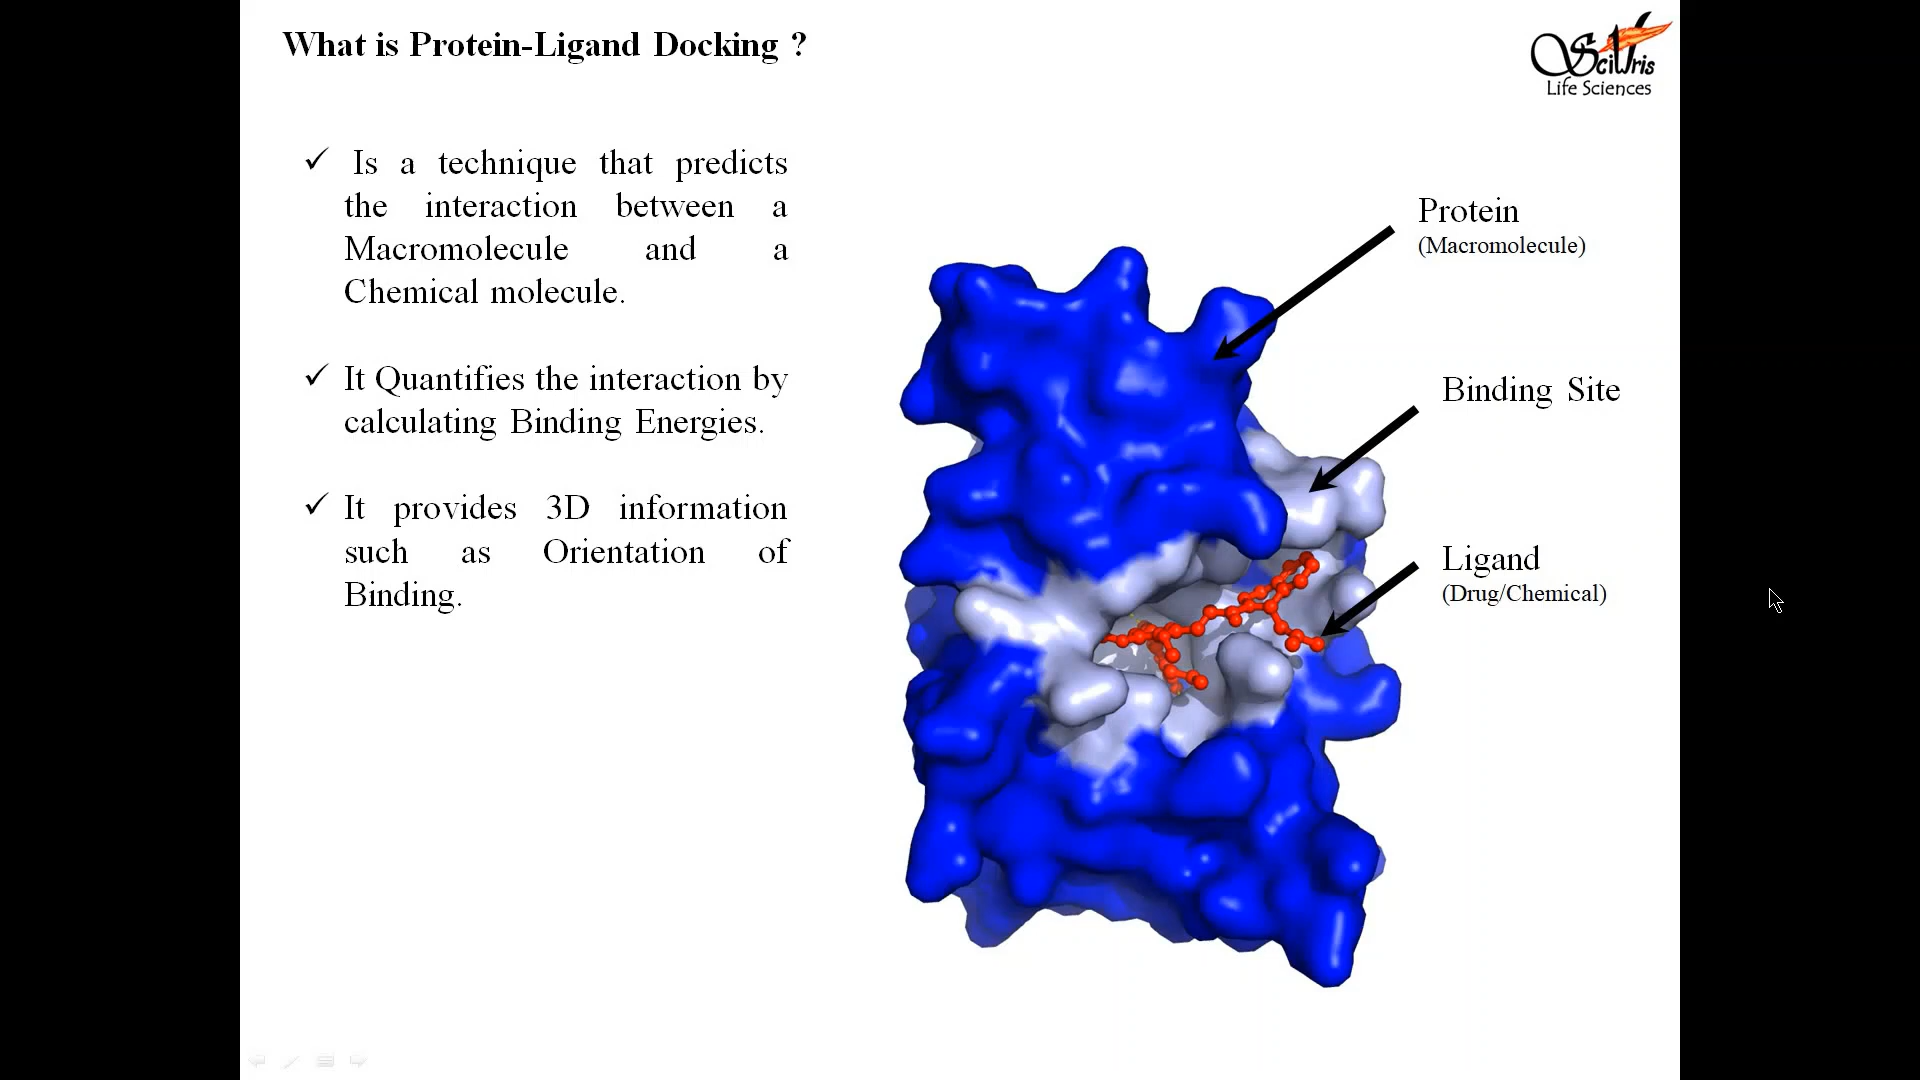 What is Protein-Ligand Docking ?
SciUris
Life Sciences
✓ Is a technique that predicts
the interaction between a
Macromolecule and a
Chemical molecule.
✓ It Quantifies the interaction by
calculating Binding Energies.
✓ It provides 3D information
such as Orientation of
Binding.
Protein
(Macromolecule)
Binding Site
Ligand
(Drug/Chemical)